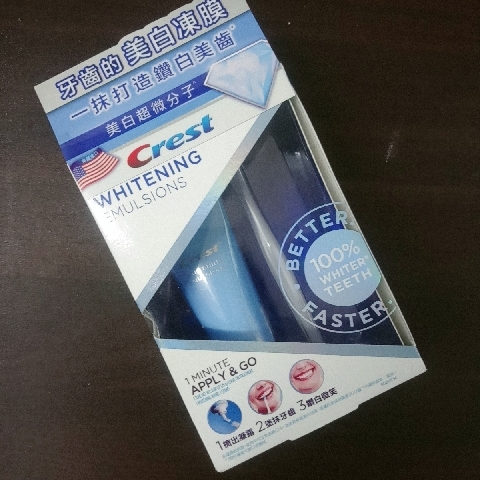 牙齒的美白凍膜
一抹打造鑽白美齒
美白超微分子
Crest
WHITENING
EMULSIONS
BETTER
100%
WHITER
TEETH
FASTER
1 MINUTE
APPLY & GO
1擠出凝露 2塗抹牙齒 3鑽白微笑